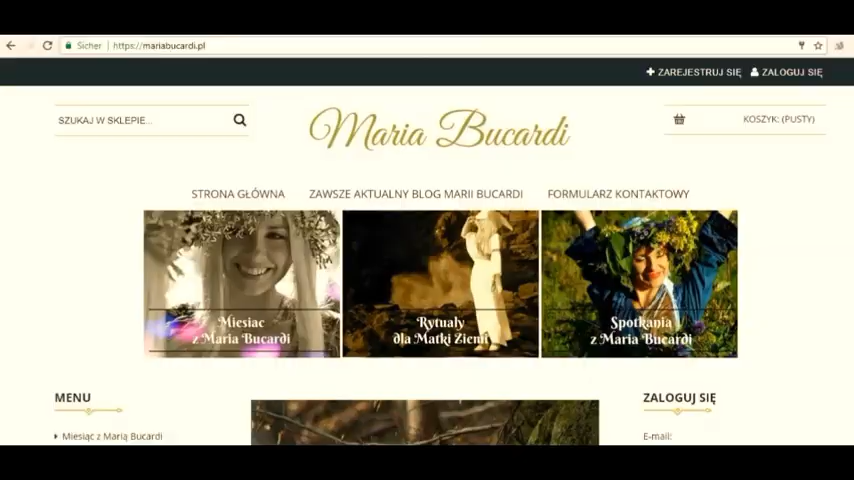 Sicher https://mariabucardi.pl
ZAREJESTRUJ SIĘ ZALOGUJ SIĘ
SZUKAJ W SKLEPIE...
Maria Bucardi
KOSZYK: (PUSTY)
STRONA GŁÓWNA ZAWSZE AKTUALNY BLOG MARII BUCARDI FORMULARZ KONTAKTOWY
Miesiac
z Maria Bucardi
Rytuały
dla Matki Ziemi
Spotkania
z Maria Bucardi
MENU
Miesiąc z Marią Bucardi
ZALOGUJ SIĘ
E-mail: